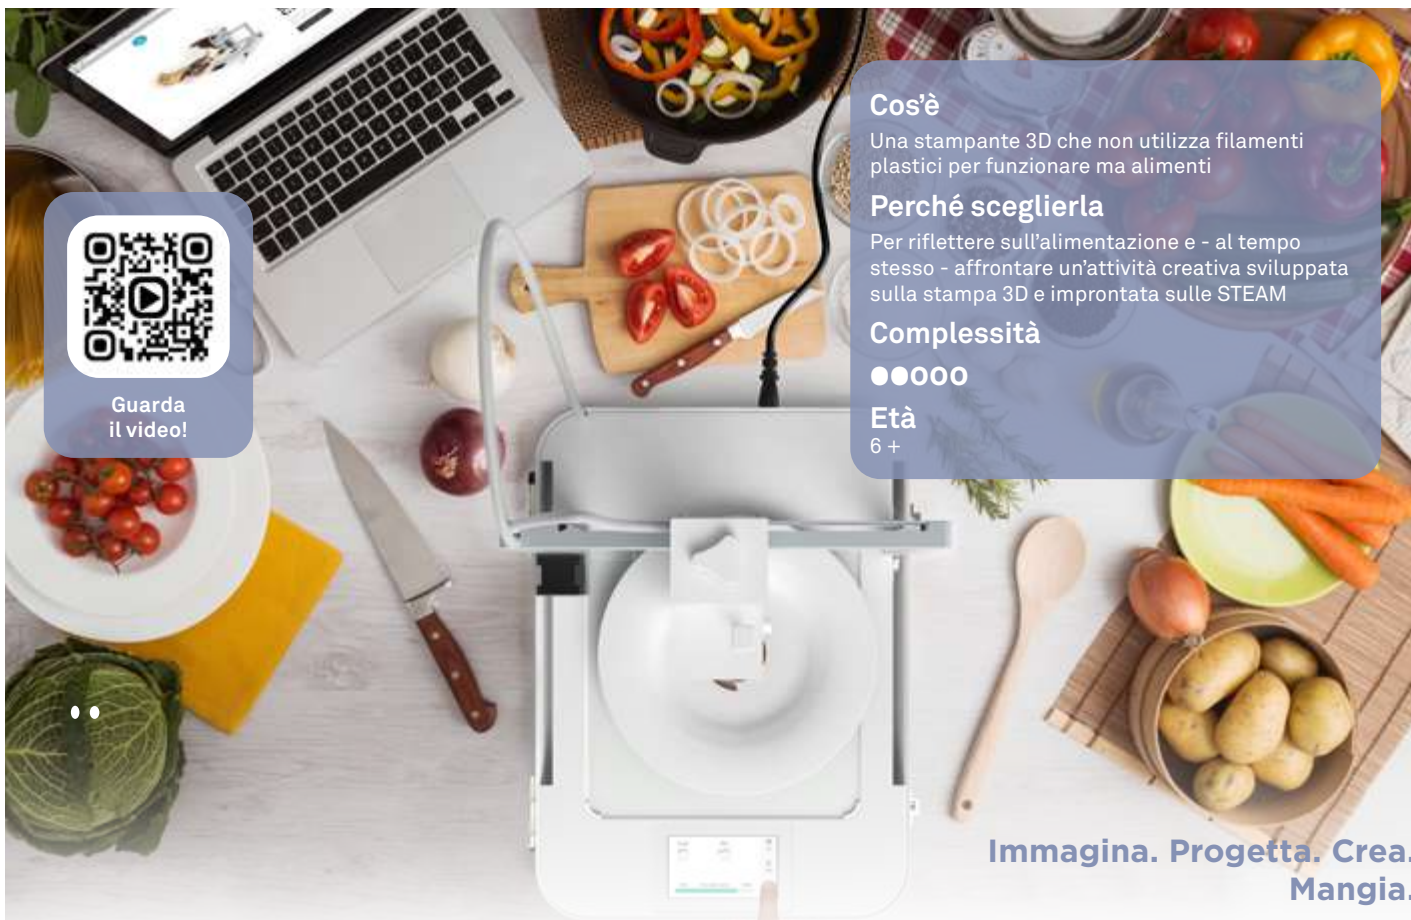 Cos'è
Una stampante 3D che non utilizza filamenti
plastici per funzionare ma alimenti
Perché sceglierla
Per riflettere sull'alimentazione e - al tempo
stesso - affrontare un'attività creativa sviluppata
sulla stampa 3D e improntata sulle STEAM
Complessità
Età
6 +
Guarda
il video!
Immagina. Progetta. Crea.
Mangia.